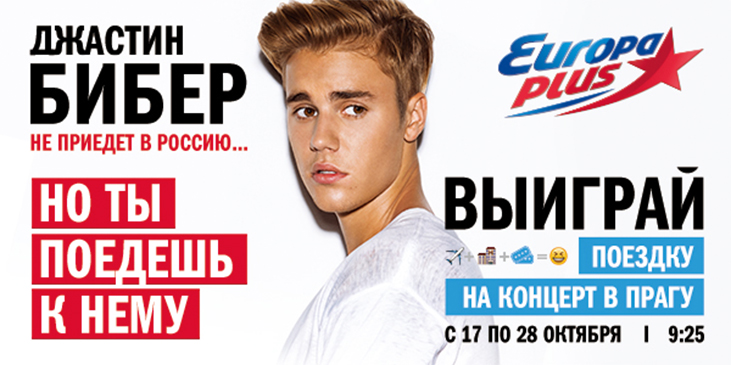 ДЖАСТИН
БИБЕР
НЕ ПРИЕДЕТ В РОССИЮ...
НО ТЫ
ПОЕДЕШЬ
К НЕМУ
Europa
PLUS
ВЫИГРАЙ
✈️+🏨+🎟️=😆 ПОЕЗДКУ
НА КОНЦЕРТ В ПРАГУ
С 17 ПО 28 ОКТЯБРЯ | 9:25